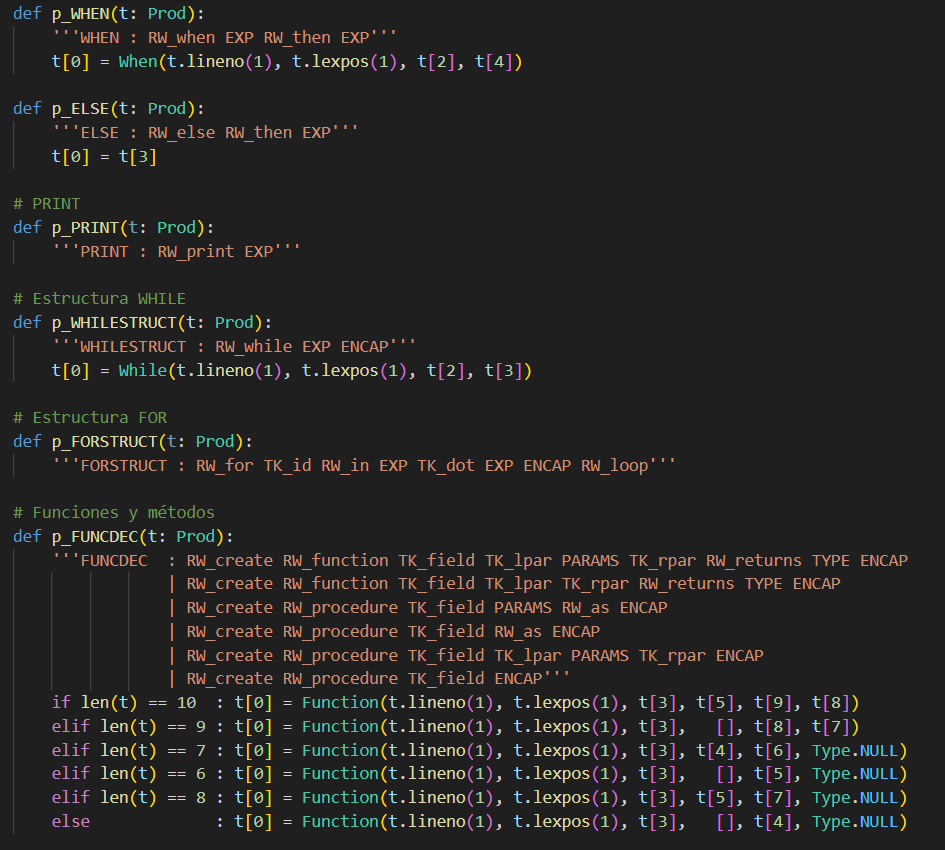 def p_WHEN(t: Prod):
    '''WHEN : RW_when EXP RW_then EXP'''
    t[0] = When(t.lineno(1), t.lexpos(1), t[2], t[4])

def p_ELSE(t: Prod):
    '''ELSE : RW_else RW_then EXP'''
    t[0] = t[3]

# PRINT
def p_PRINT(t: Prod):
    '''PRINT : RW_print EXP'''

# Estructura WHILE
def p_WHILESTRUCT(t: Prod):
    '''WHILESTRUCT : RW_while EXP ENCAP'''
    t[0] = While(t.lineno(1), t.lexpos(1), t[2], t[3])

# Estructura FOR
def p_FORSTRUCT(t: Prod):
    '''FORSTRUCT : RW_for TK_id RW_in EXP TK_dot EXP ENCAP RW_loop'''

# Funciones y métodos
def p_FUNCDEC(t: Prod):
    '''FUNCDEC  : RW_create RW_function TK_field TK_lpar PARAMS TK_rpar RW_returns TYPE ENCAP
                | RW_create RW_function TK_field TK_lpar TK_rpar RW_returns TYPE ENCAP
                | RW_create RW_procedure TK_field PARAMS RW_as ENCAP
                | RW_create RW_procedure TK_field RW_as ENCAP
                | RW_create RW_procedure TK_field TK_lpar PARAMS TK_rpar ENCAP
                | RW_create RW_procedure TK_field ENCAP'''
    if len(t) == 10  : t[0] = Function(t.lineno(1), t.lexpos(1), t[3], t[5], t[9], t[8])
    elif len(t) == 9 : t[0] = Function(t.lineno(1), t.lexpos(1), t[3],   [], t[8], t[7])
    elif len(t) == 7 : t[0] = Function(t.lineno(1), t.lexpos(1), t[3], t[4], t[6], Type.NULL)
    elif len(t) == 6 : t[0] = Function(t.lineno(1), t.lexpos(1), t[3],   [], t[5], Type.NULL)
    elif len(t) == 8 : t[0] = Function(t.lineno(1), t.lexpos(1), t[3], t[5], t[7], Type.NULL)
    else             : t[0] = Function(t.lineno(1), t.lexpos(1), t[3],   [], t[4], Type.NULL)